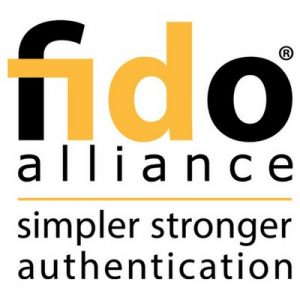 fido®
alliance
simpler stronger
authentication